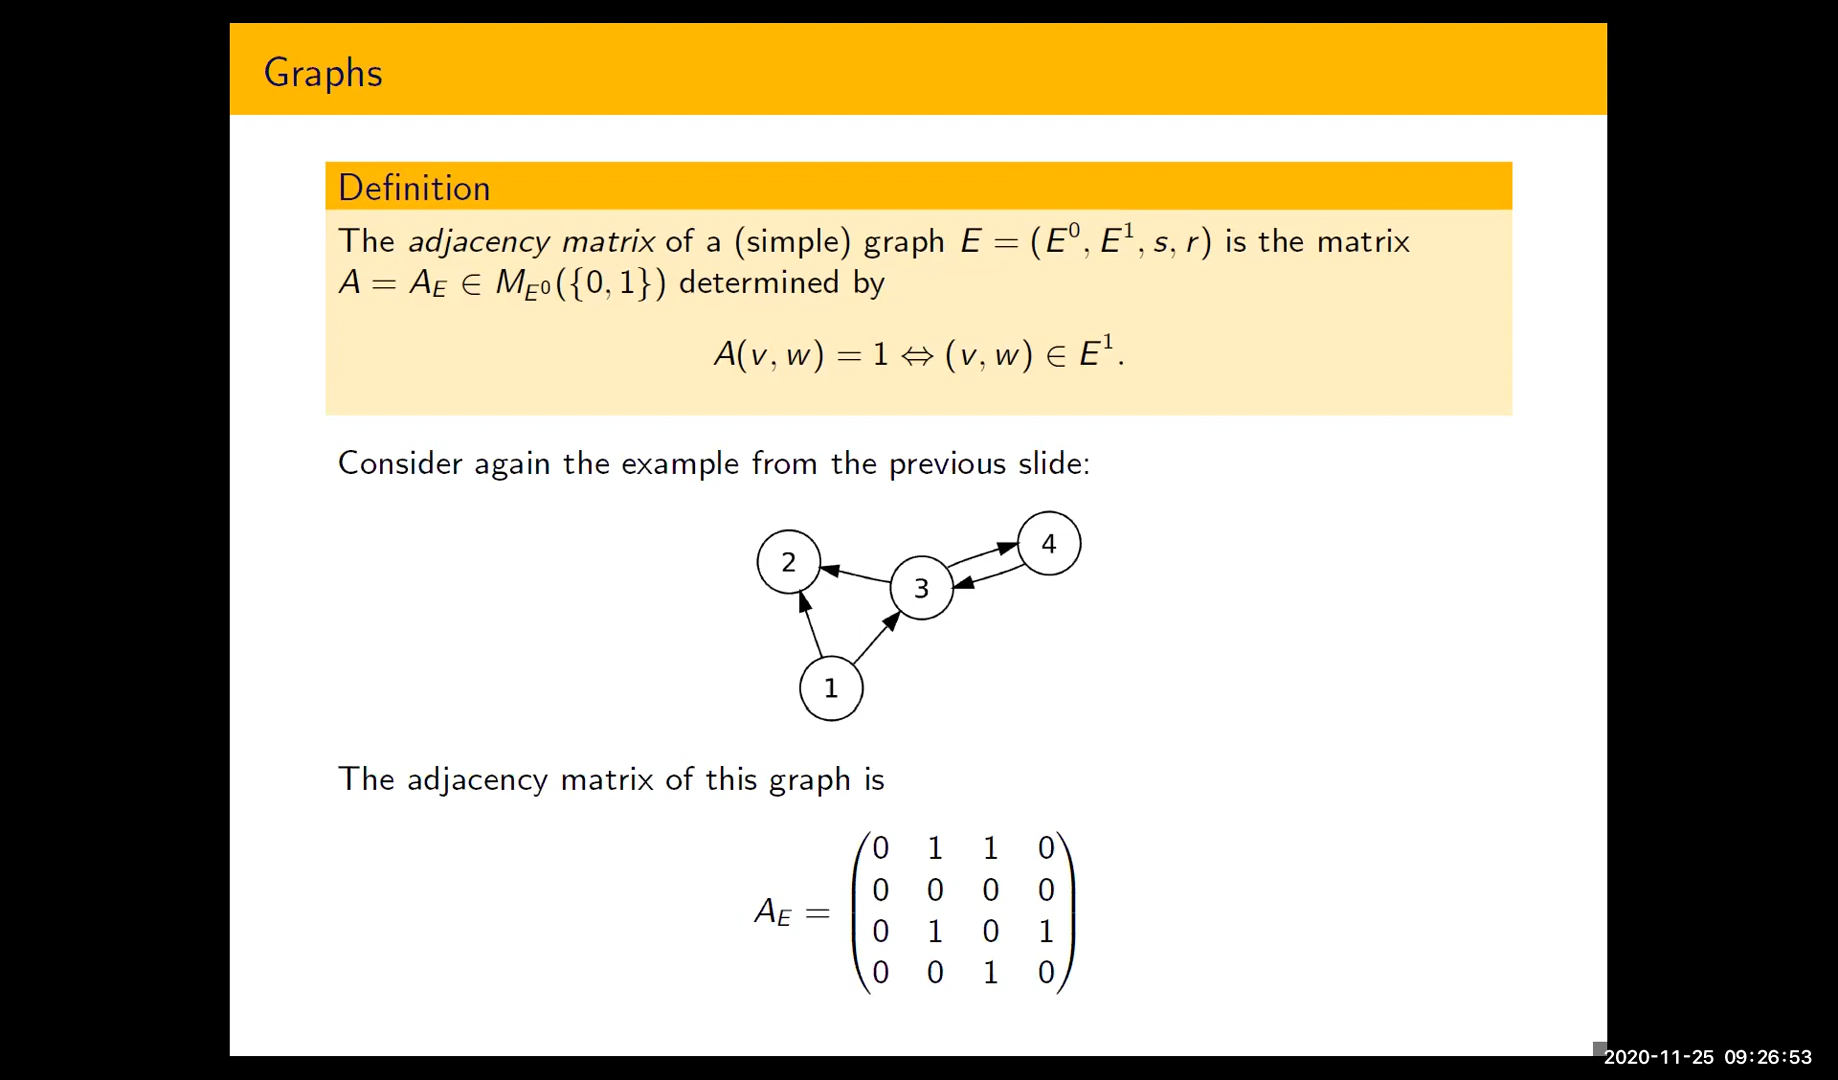 Graphs
Definition
The adjacency matrix of a (simple) graph E = (E⁰, E¹, s, r) is the matrix
A = A_E ∈ M_{E⁰}({0, 1}) determined by
A(v, w) = 1 ⇔ (v, w) ∈ E¹.
Consider again the example from the previous slide:
4
2
3
1
The adjacency matrix of this graph is
0 1 1 0
0 0 0 0
A_E =
0 1 0 1
0 0 1 0
2020-11-25 09:26:53